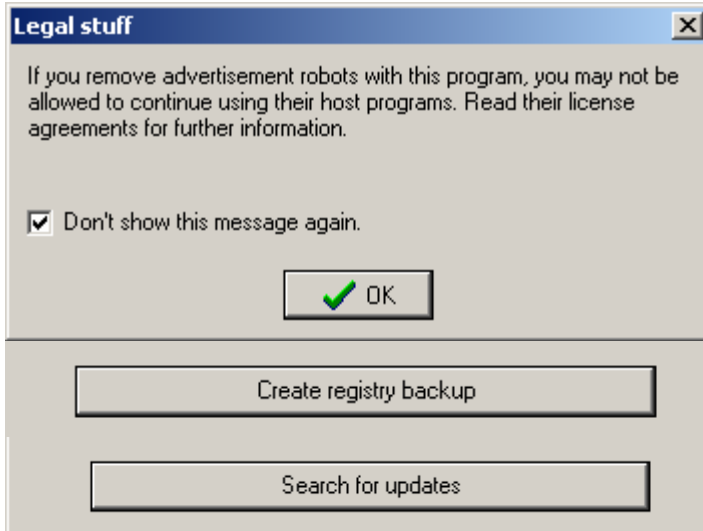 Legal stuff
If you remove advertisement robots with this program, you may not be
allowed to continue using their host programs. Read their license
agreements for further information.
Don't show this message again.
OK
Create registry backup
Search for updates